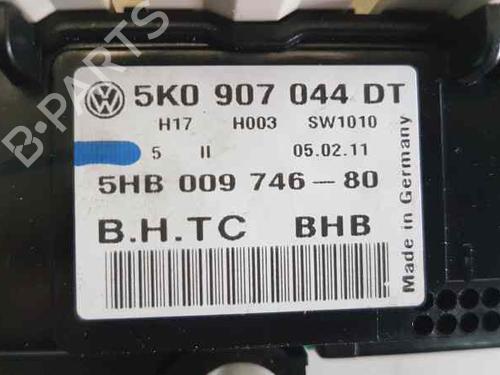 5K0 907 044 DT
H17 H003 SW1010
5 II 05.02.11
5HB 009 746-80
B.H.TC BHB
Made in Germany
B-PARTS